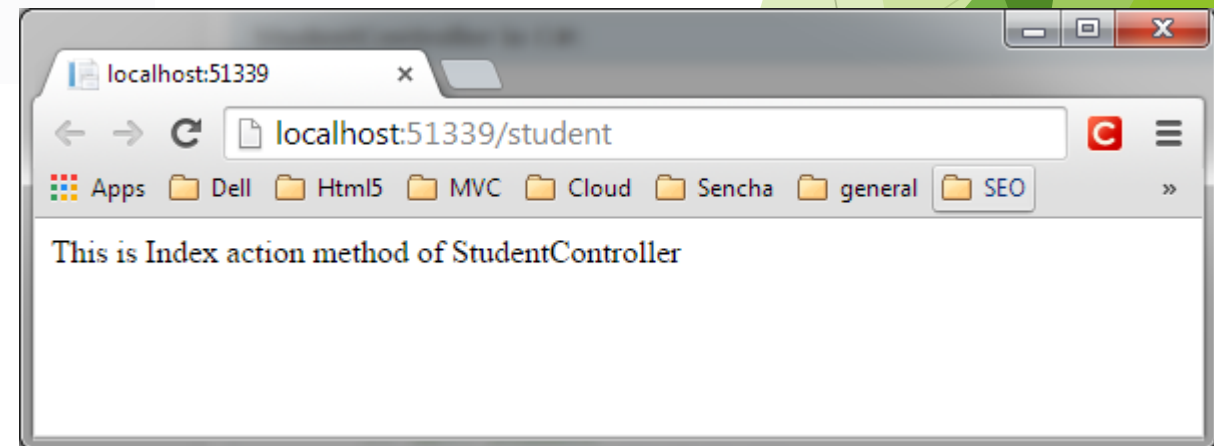 localhost:51339
localhost:51339/student
Apps Dell Html5 MVC Cloud Sencha general SEO »
This is Index action method of StudentController